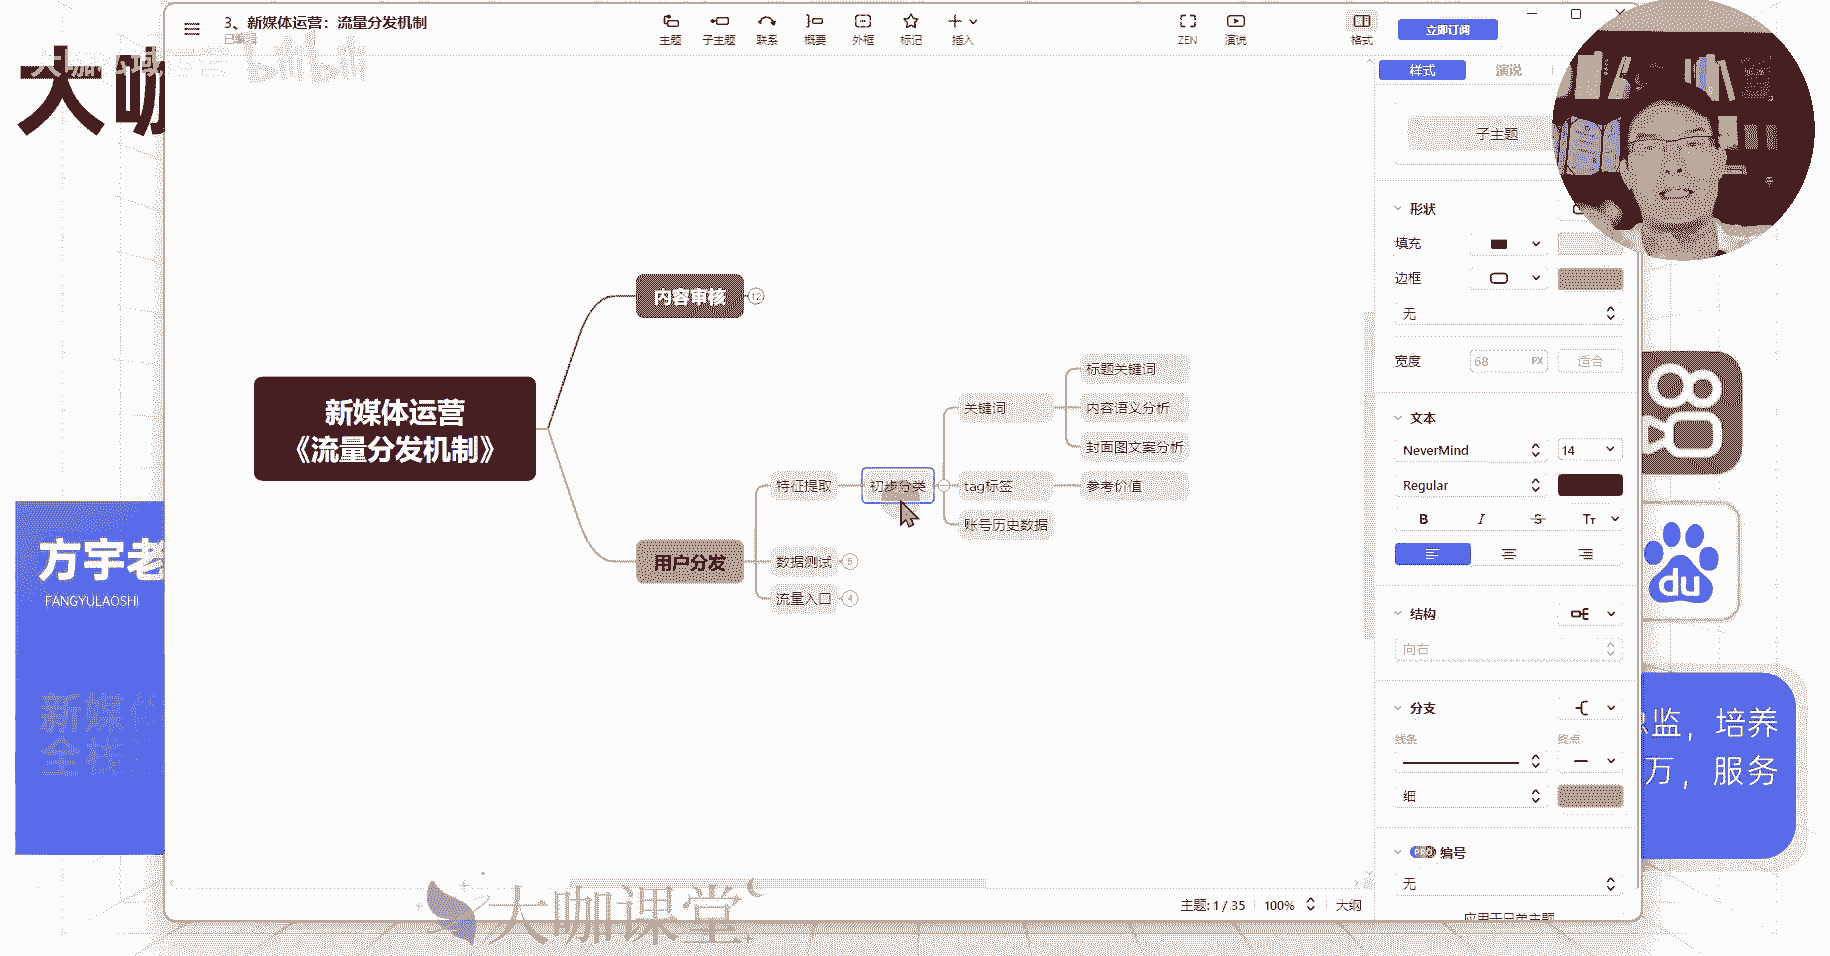 3、新媒体运营：流量分发机制
已编辑
主题
子主题
联系
概要
外框
标记
插入
ZEN
演说
格式
立即订阅
大咖
bilibili
样式
演说
子主题
形状
填充
边框
无
宽度
68
PX
适合
文本
NeverMind
14
Regular
B
I
S
TT
结构
向右
分支
线条
终点
细
PRO
编号
无
内容审核
12
新媒体运营
《流量分发机制》
用户分发
特征提取
初步分类
关键词
标题关键词
内容语义分析
封面图文案分析
tag标签
参考价值
账号历史数据
数据测试
5
流量入口
4
方宇老
FANGYULAOSHI
新媒体
全栈
du
监，培养
万，服务
主题: 1 / 35
100%
大纲
大咖课堂